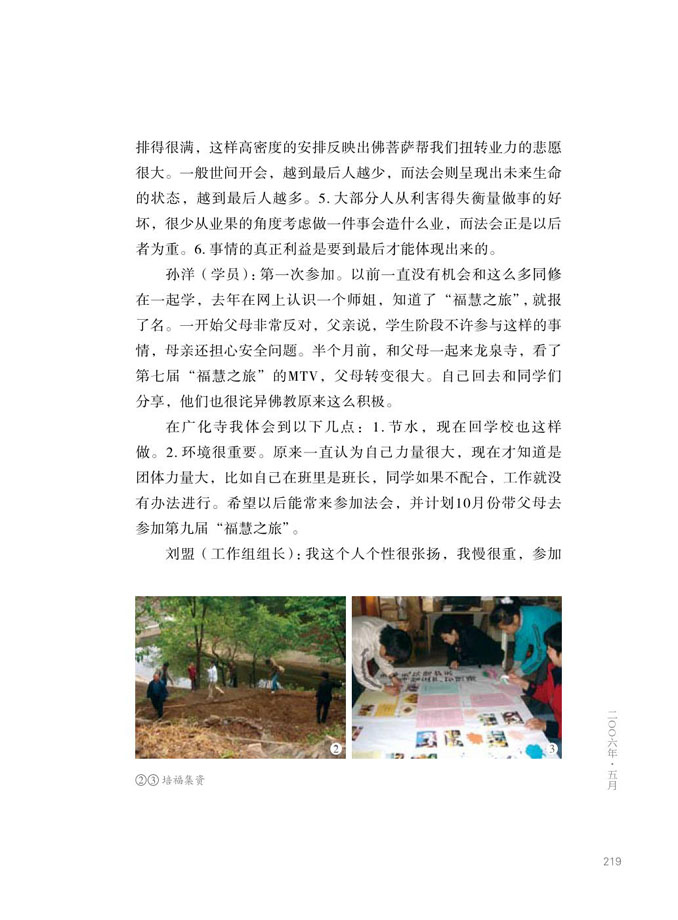 排得很满，这样高密度的安排反映出佛菩萨帮我们扭转业力的悲愿
很大。一般世间开会，越到最后人越少，而法会则呈现出未来生命
的状态，越到最后人越多。5. 大部分人从利害得失衡量做事的好
坏，很少从业果的角度考虑做一件事会造什么业，而法会正是以后
者为重。6. 事情的真正利益是要到最后才能体现出来的。
孙洋（学员）：第一次参加。以前一直没有机会和这么多同修
在一起学，去年在网上认识一个师姐，知道了“福慧之旅”，就报
了名。一开始父母非常反对，父亲说，学生阶段不许参与这样的事
情，母亲还担心安全问题。半个月前，和父母一起来龙泉寺，看了
第七届“福慧之旅”的MTV，父母转变很大。自己回去和同学们
分享，他们也很诧异佛教原来这么积极。
在广化寺我体会到以下几点：1. 节水，现在回学校也这样
做。2. 环境很重要。原来一直认为自己力量很大，现在才知道是
团体力量大，比如自己在班里是班长，同学如果不配合，工作就没
有办法进行。希望以后能常来参加法会，并计划10月份带父母去
参加第九届“福慧之旅”。
刘盟（工作组组长）：我这个人个性很张扬，我慢很重，参加
②
③
②③ 培福集资
二〇〇六年·五月
219